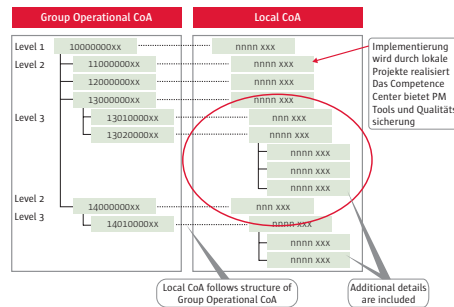 Group Operational CoA
Local CoA
Level 1
10000000xx
nnnn xxx
Level 2
11000000xx
nnnn xxx
12000000xx
nnnn xxx
13000000xx
nnnn xxx
Level 3
13010000xx
nnn xxx
13020000xx
nnnn xxx
nnnn xxx
nnnn xxx
nnnn xxx
Level 2
14000000xx
nnn xxx
Level 3
14010000xx
nnnn xxx
nnnn xxx
nnnn xxx
Implementierung
wird durch lokale
Projekte realisiert
Das Competence
Center bietet PM
Tools und Qualitäts
sicherung
Local CoA follows structure of
Group Operational CoA
Additional details
are included